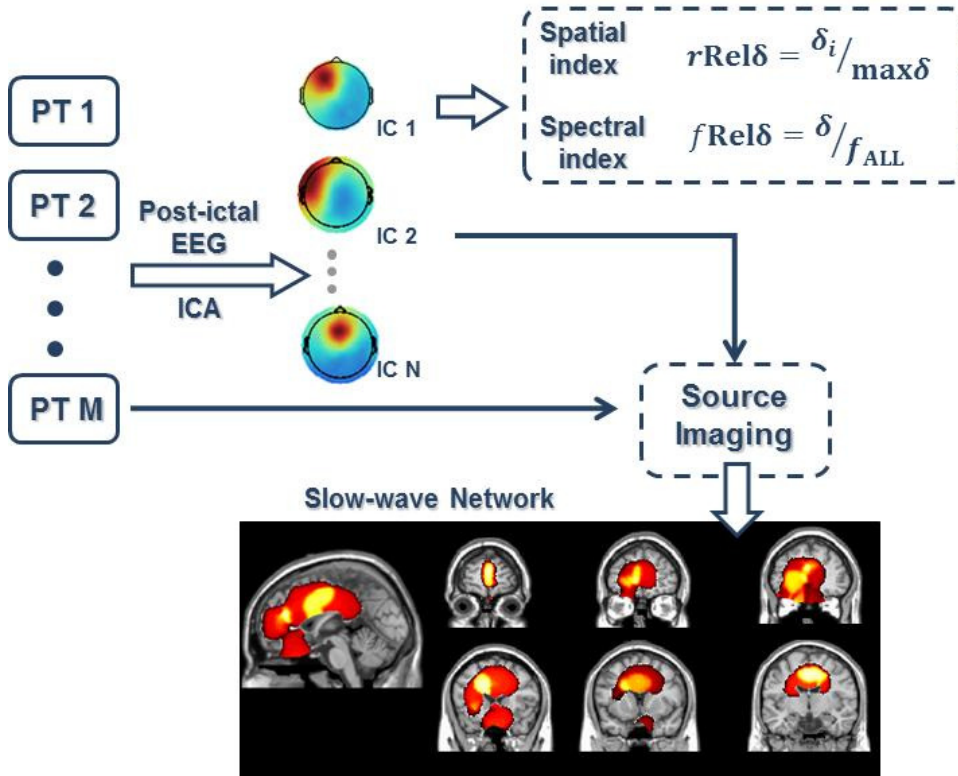 PT 1
PT 2
PT M
Post-ictal
EEG
ICA
IC 1
IC 2
IC N
Spatial
index
rRelδ = δi/maxδ
Spectral
index
fRelδ = δ/fALL
Source
Imaging
Slow-wave Network